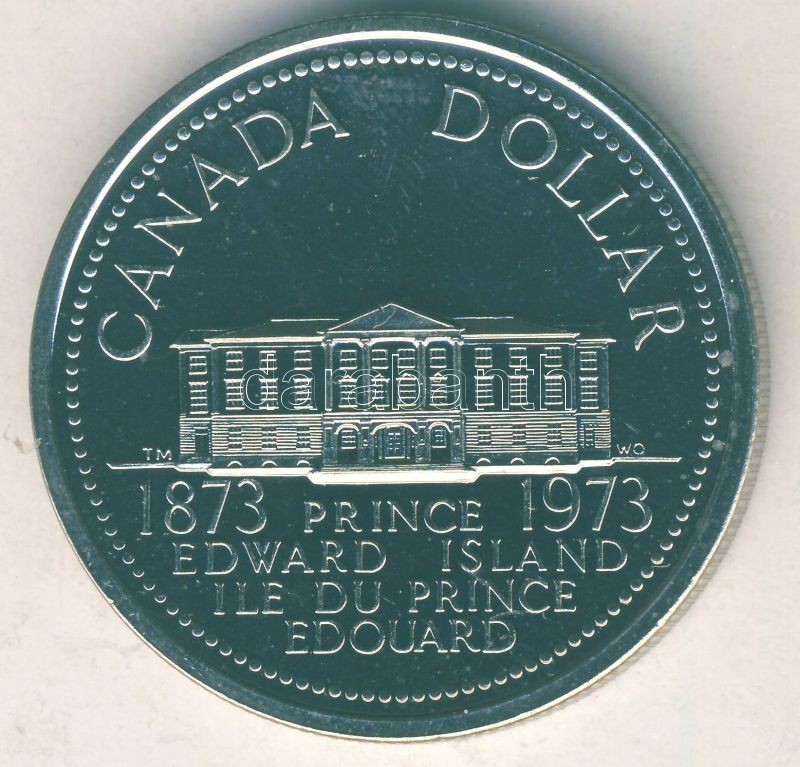 CANADA DOLLAR
darabanth
TM WO
1873 PRINCE 1973
EDWARD ISLAND
ILE DU PRINCE
EDOUARD